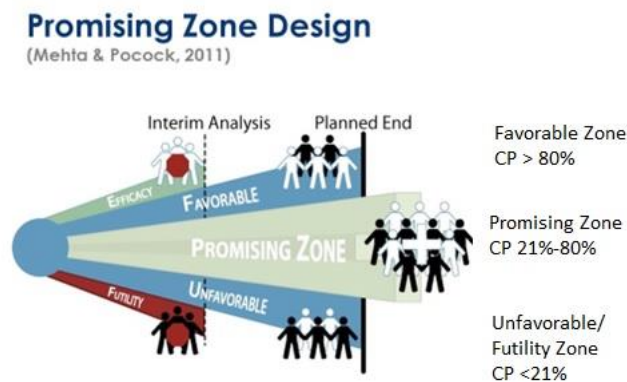 Promising Zone Design
(Mehta & Pocock, 2011)
Interim Analysis
Planned End
EFFICACY
FAVORABLE
PROMISING ZONE
UNFAVORABLE
FUTILITY
Favorable Zone
CP > 80%
Promising Zone
CP 21%-80%
Unfavorable/
Futility Zone
CP <21%